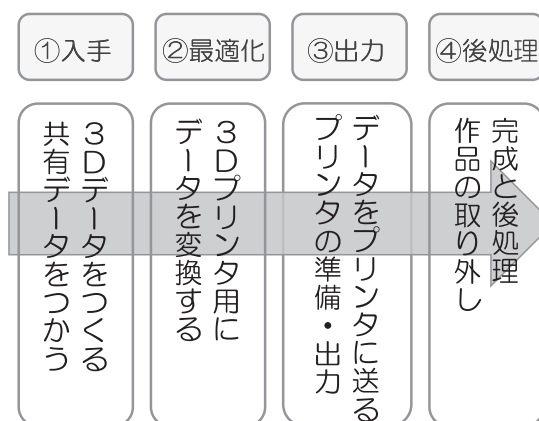 ①入手
②最適化
③出力
④後処理
3Dデータをつくる
共有データをつかう
3Dプリンタ用に
データを変換する
データをプリンタに送る
プリンタの準備・出力
完成と後処理
作品の取り外し